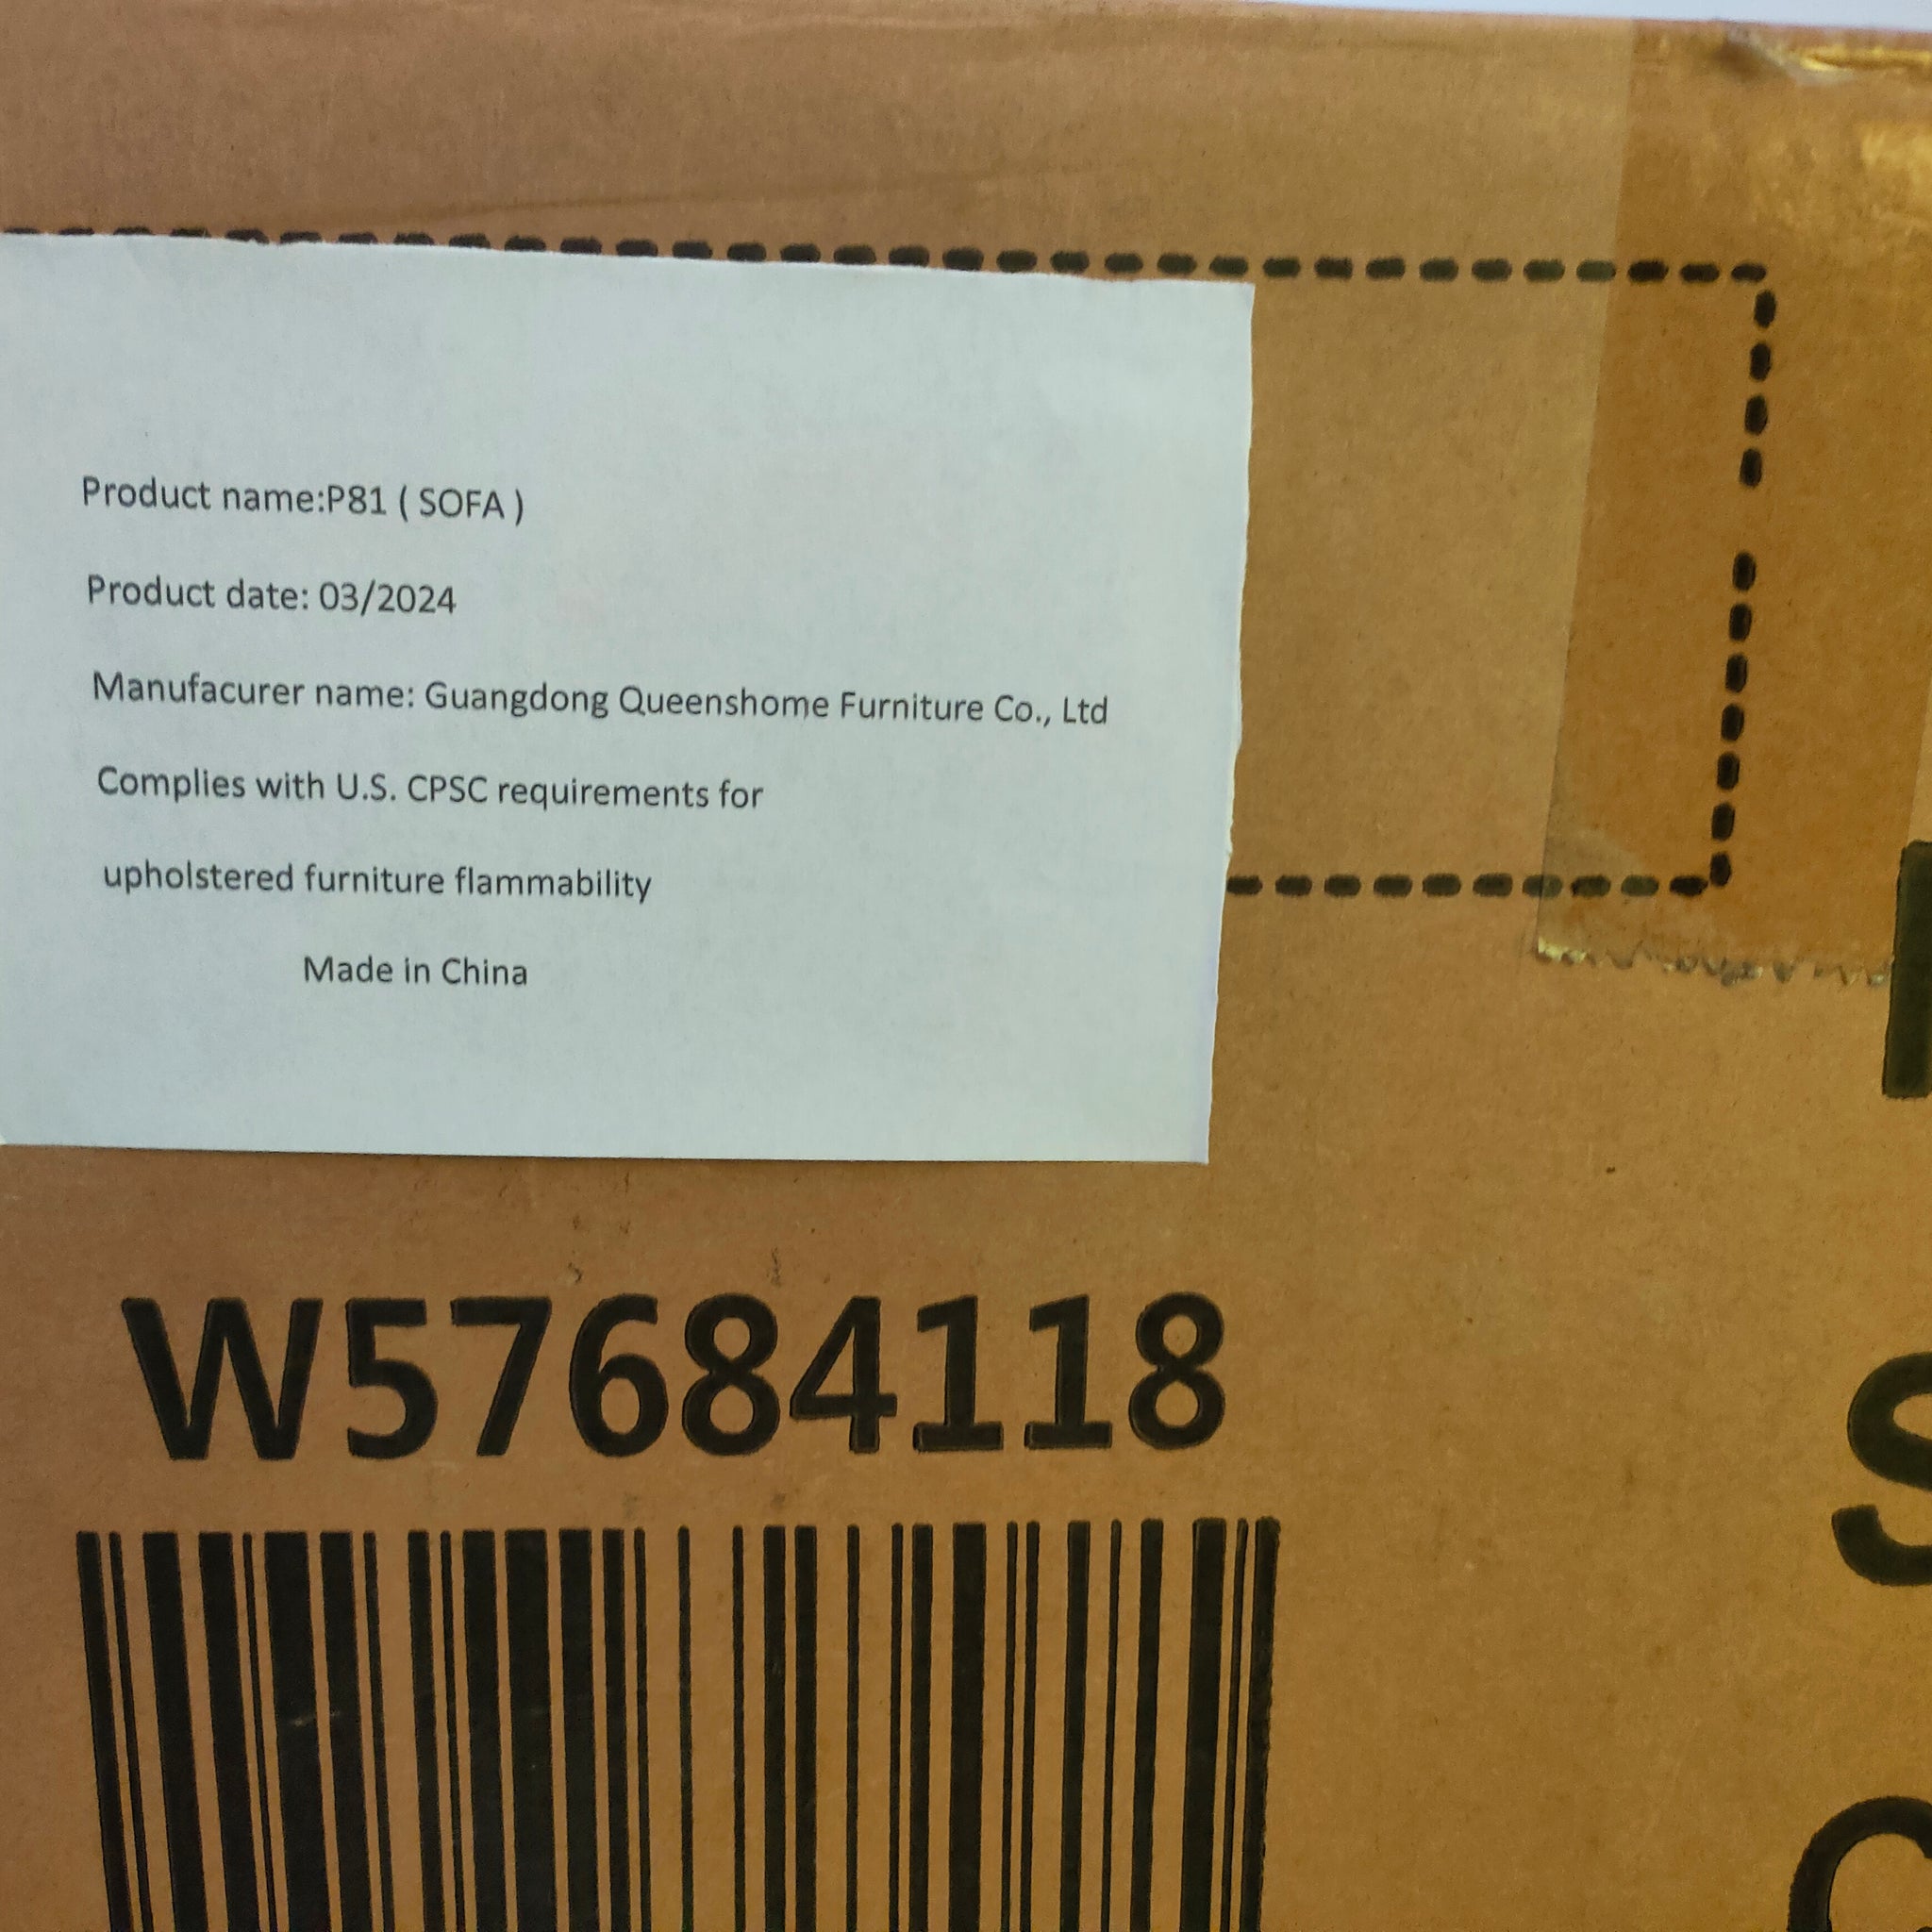 Product name:P81 ( SOFA )
Product date: 03/2024
Manufacurer name: Guangdong Queenshome Furniture Co., Ltd
Complies with U.S. CPSC requirements for
upholstered furniture flammability
Made in China
W57684118